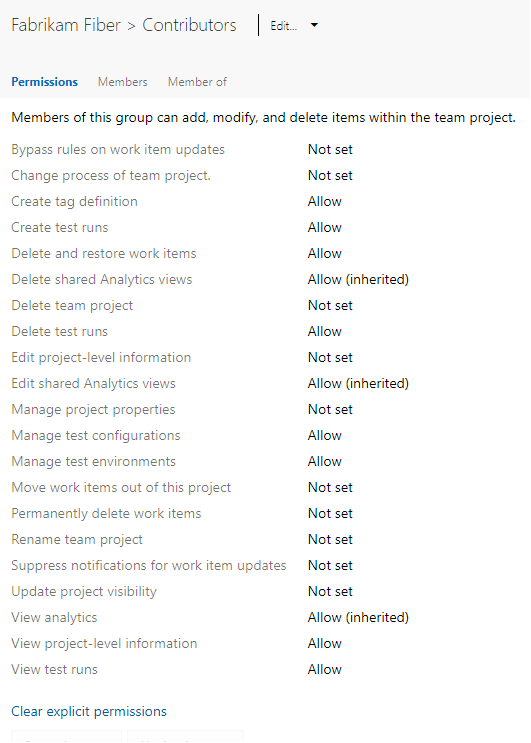 Fabrikam Fiber > Contributors Edit...
Permissions Members Member of
Members of this group can add, modify, and delete items within the team project.
Bypass rules on work item updates Not set
Change process of team project. Not set
Create tag definition Allow
Create test runs Allow
Delete and restore work items Allow
Delete shared Analytics views Allow (inherited)
Delete team project Not set
Delete test runs Allow
Edit project-level information Not set
Edit shared Analytics views Allow (inherited)
Manage project properties Not set
Manage test configurations Allow
Manage test environments Allow
Move work items out of this project Not set
Permanently delete work items Not set
Rename team project Not set
Suppress notifications for work item updates Not set
Update project visibility Not set
View analytics Allow (inherited)
View project-level information Allow
View test runs Allow
Clear explicit permissions